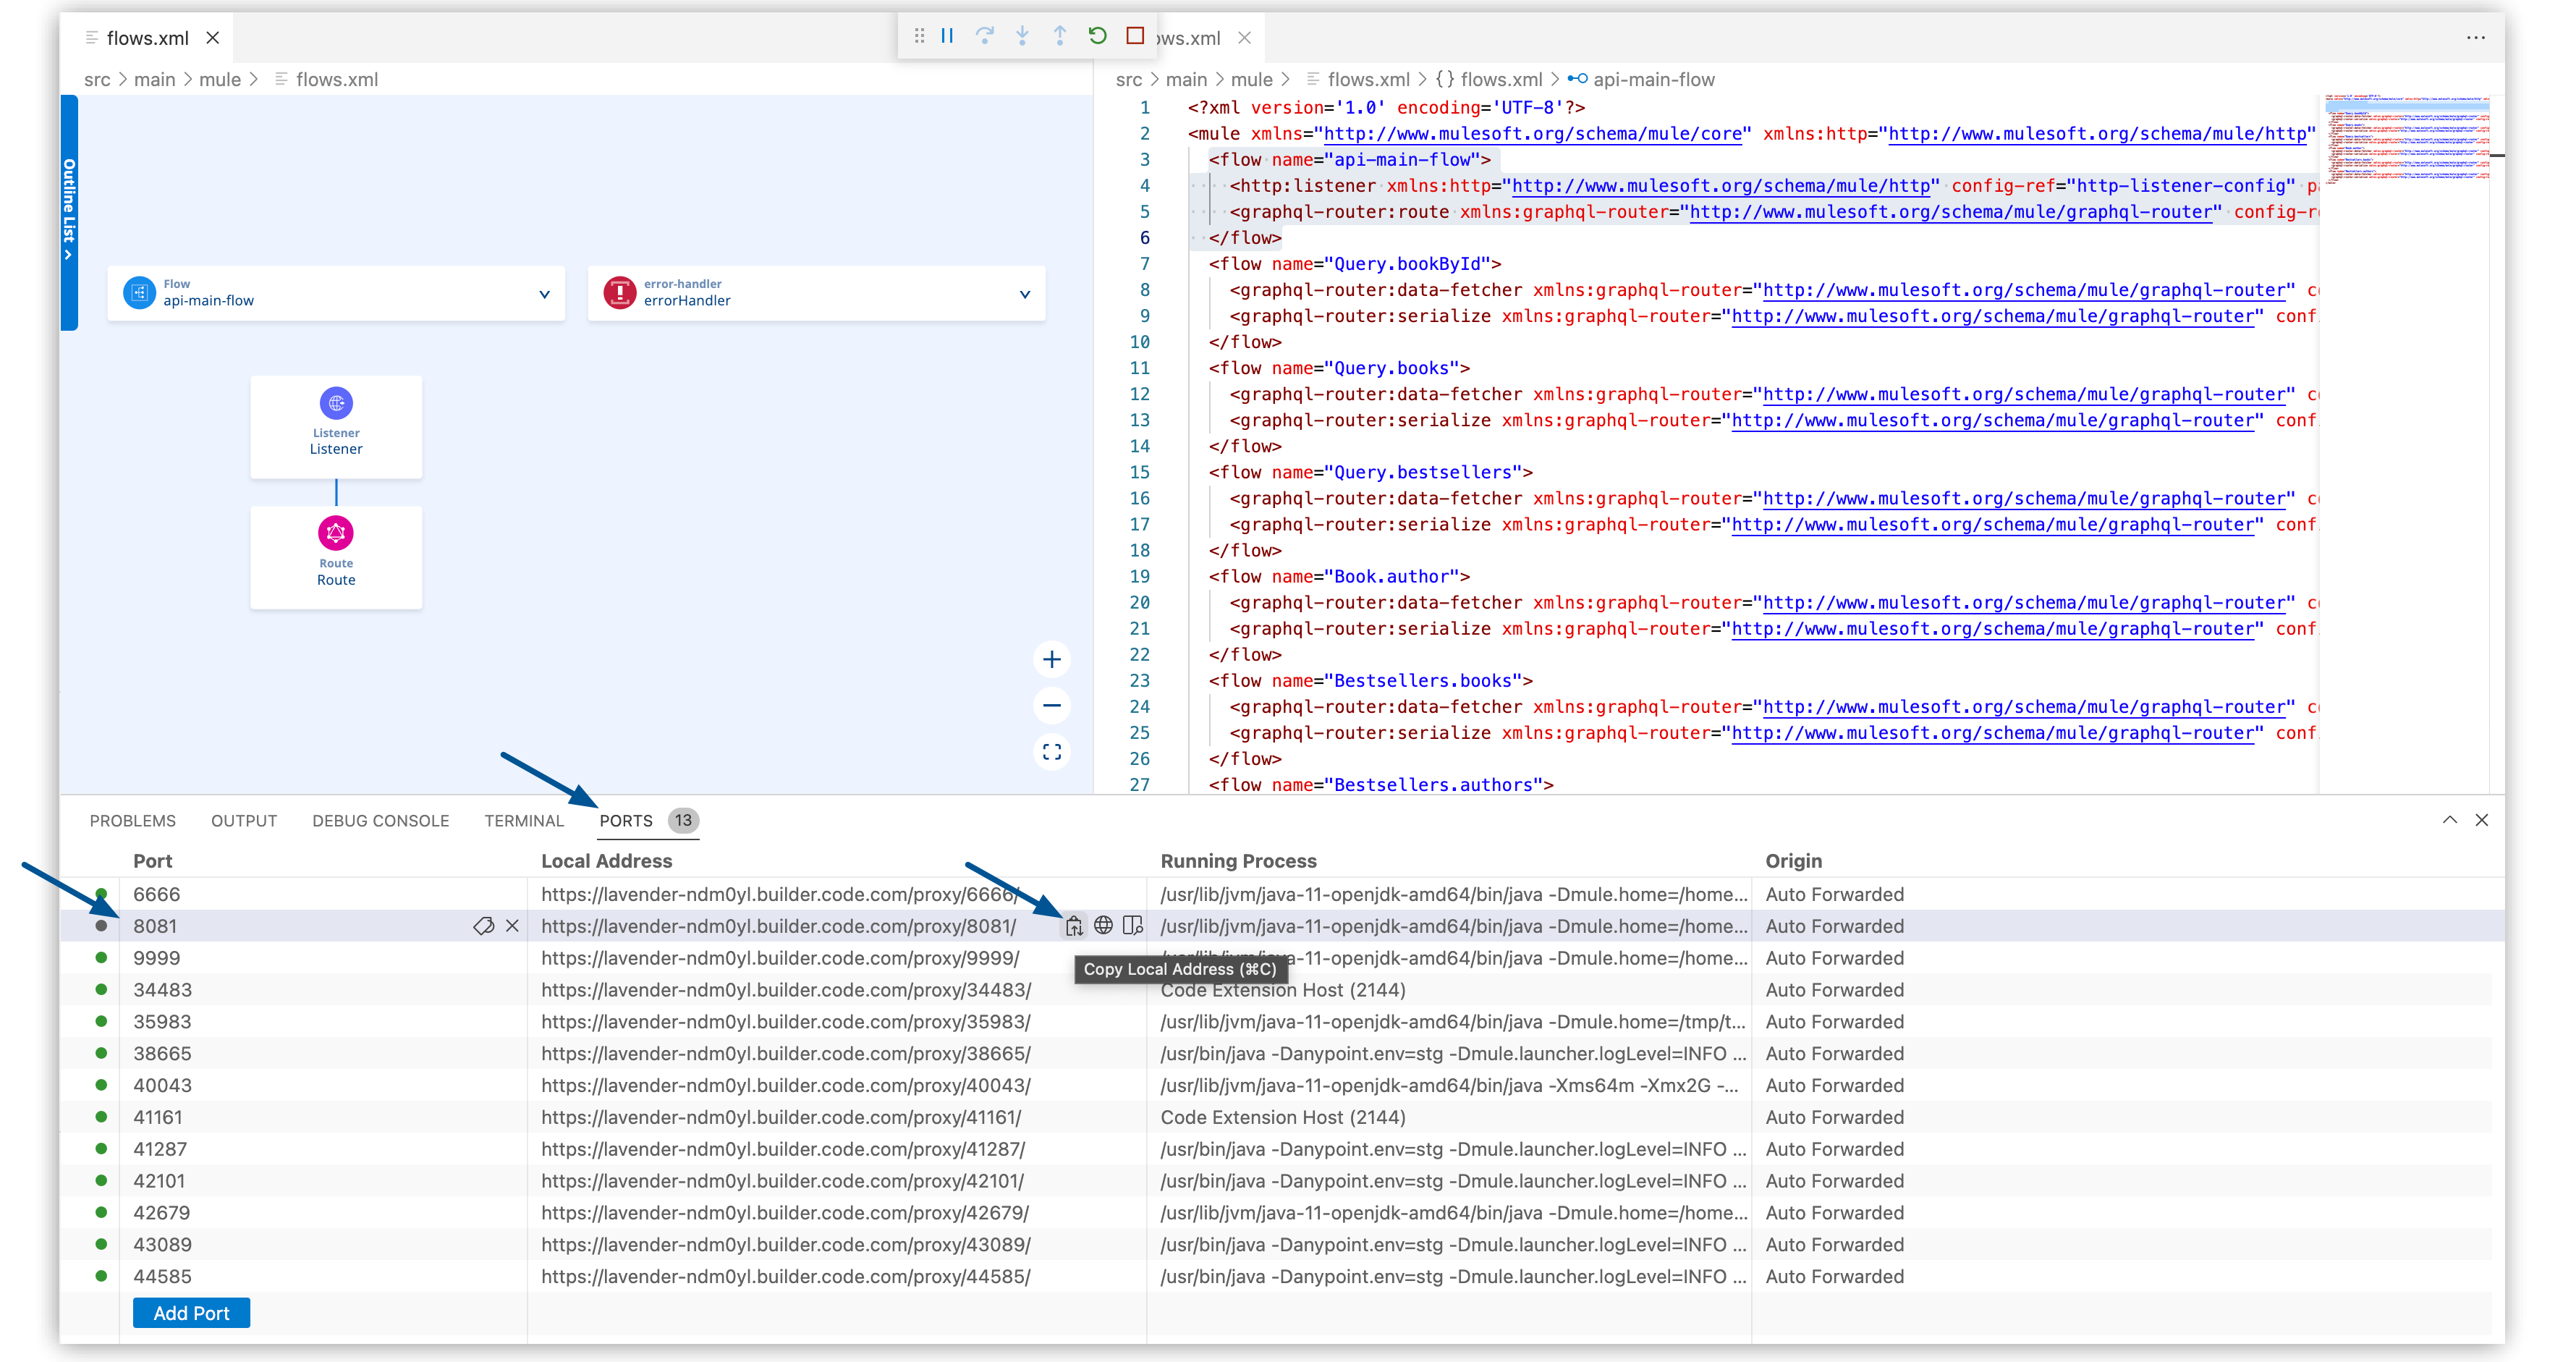 flows.xml
ows.xml
src > main > mule > flows.xml
src > main > mule > flows.xml > {} flows.xml > api-main-flow
Outline List >
Flow
api-main-flow
error-handler
errorHandler
Listener
Listener
Route
Route
1 <?xml version='1.0' encoding='UTF-8'?>
2 <mule xmlns="http://www.mulesoft.org/schema/mule/core" xmlns:http="http://www.mulesoft.org/schema/mule/http"
3 <flow name="api-main-flow">
4 <http:listener xmlns:http="http://www.mulesoft.org/schema/mule/http" config-ref="http-listener-config" pa
5 <graphql-router:route xmlns:graphql-router="http://www.mulesoft.org/schema/mule/graphql-router" config-r
6 </flow>
7 <flow name="Query.bookById">
8 <graphql-router:data-fetcher xmlns:graphql-router="http://www.mulesoft.org/schema/mule/graphql-router" c
9 <graphql-router:serialize xmlns:graphql-router="http://www.mulesoft.org/schema/mule/graphql-router" conf
10 </flow>
11 <flow name="Query.books">
12 <graphql-router:data-fetcher xmlns:graphql-router="http://www.mulesoft.org/schema/mule/graphql-router" c
13 <graphql-router:serialize xmlns:graphql-router="http://www.mulesoft.org/schema/mule/graphql-router" conf
14 </flow>
15 <flow name="Query.bestsellers">
16 <graphql-router:data-fetcher xmlns:graphql-router="http://www.mulesoft.org/schema/mule/graphql-router" c
17 <graphql-router:serialize xmlns:graphql-router="http://www.mulesoft.org/schema/mule/graphql-router" conf
18 </flow>
19 <flow name="Book.author">
20 <graphql-router:data-fetcher xmlns:graphql-router="http://www.mulesoft.org/schema/mule/graphql-router" c
21 <graphql-router:serialize xmlns:graphql-router="http://www.mulesoft.org/schema/mule/graphql-router" conf
22 </flow>
23 <flow name="Bestsellers.books">
24 <graphql-router:data-fetcher xmlns:graphql-router="http://www.mulesoft.org/schema/mule/graphql-router" c
25 <graphql-router:serialize xmlns:graphql-router="http://www.mulesoft.org/schema/mule/graphql-router" conf
26 </flow>
27 <flow name="Bestsellers.authors">
PROBLEMS OUTPUT DEBUG CONSOLE TERMINAL PORTS 13
Port Local Address Running Process Origin
6666 https://lavender-ndm0yl.builder.code.com/proxy/6666/ /usr/lib/jvm/java-11-openjdk-amd64/bin/java -Dmule.home=/home... Auto Forwarded
8081 https://lavender-ndm0yl.builder.code.com/proxy/8081/ /usr/lib/jvm/java-11-openjdk-amd64/bin/java -Dmule.home=/home... Auto Forwarded
9999 https://lavender-ndm0yl.builder.code.com/proxy/9999/ /usr/lib/jvm/java-11-openjdk-amd64/bin/java -Dmule.home=/home... Auto Forwarded
Copy Local Address (⌘C)
34483 https://lavender-ndm0yl.builder.code.com/proxy/34483/ Code Extension Host (2144) Auto Forwarded
35983 https://lavender-ndm0yl.builder.code.com/proxy/35983/ /usr/lib/jvm/java-11-openjdk-amd64/bin/java -Dmule.home=/tmp/t... Auto Forwarded
38665 https://lavender-ndm0yl.builder.code.com/proxy/38665/ /usr/bin/java -Danypoint.env=stg -Dmule.launcher.logLevel=INFO ... Auto Forwarded
40043 https://lavender-ndm0yl.builder.code.com/proxy/40043/ /usr/lib/jvm/java-11-openjdk-amd64/bin/java -Xms64m -Xmx2G -... Auto Forwarded
41161 https://lavender-ndm0yl.builder.code.com/proxy/41161/ Code Extension Host (2144) Auto Forwarded
41287 https://lavender-ndm0yl.builder.code.com/proxy/41287/ /usr/bin/java -Danypoint.env=stg -Dmule.launcher.logLevel=INFO ... Auto Forwarded
42101 https://lavender-ndm0yl.builder.code.com/proxy/42101/ /usr/bin/java -Danypoint.env=stg -Dmule.launcher.logLevel=INFO ... Auto Forwarded
42679 https://lavender-ndm0yl.builder.code.com/proxy/42679/ /usr/lib/jvm/java-11-openjdk-amd64/bin/java -Dmule.home=/home... Auto Forwarded
43089 https://lavender-ndm0yl.builder.code.com/proxy/43089/ /usr/bin/java -Danypoint.env=stg -Dmule.launcher.logLevel=INFO ... Auto Forwarded
44585 https://lavender-ndm0yl.builder.code.com/proxy/44585/ /usr/bin/java -Danypoint.env=stg -Dmule.launcher.logLevel=INFO ... Auto Forwarded
Add Port